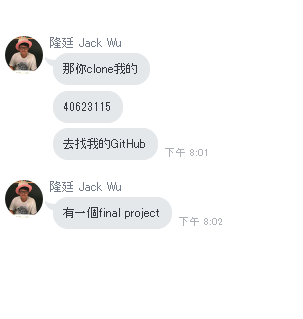 隆廷 Jack Wu
那你clone我的
40623115
去找我的GitHub
下午 8:01
隆廷 Jack Wu
有一個final project
下午 8:02